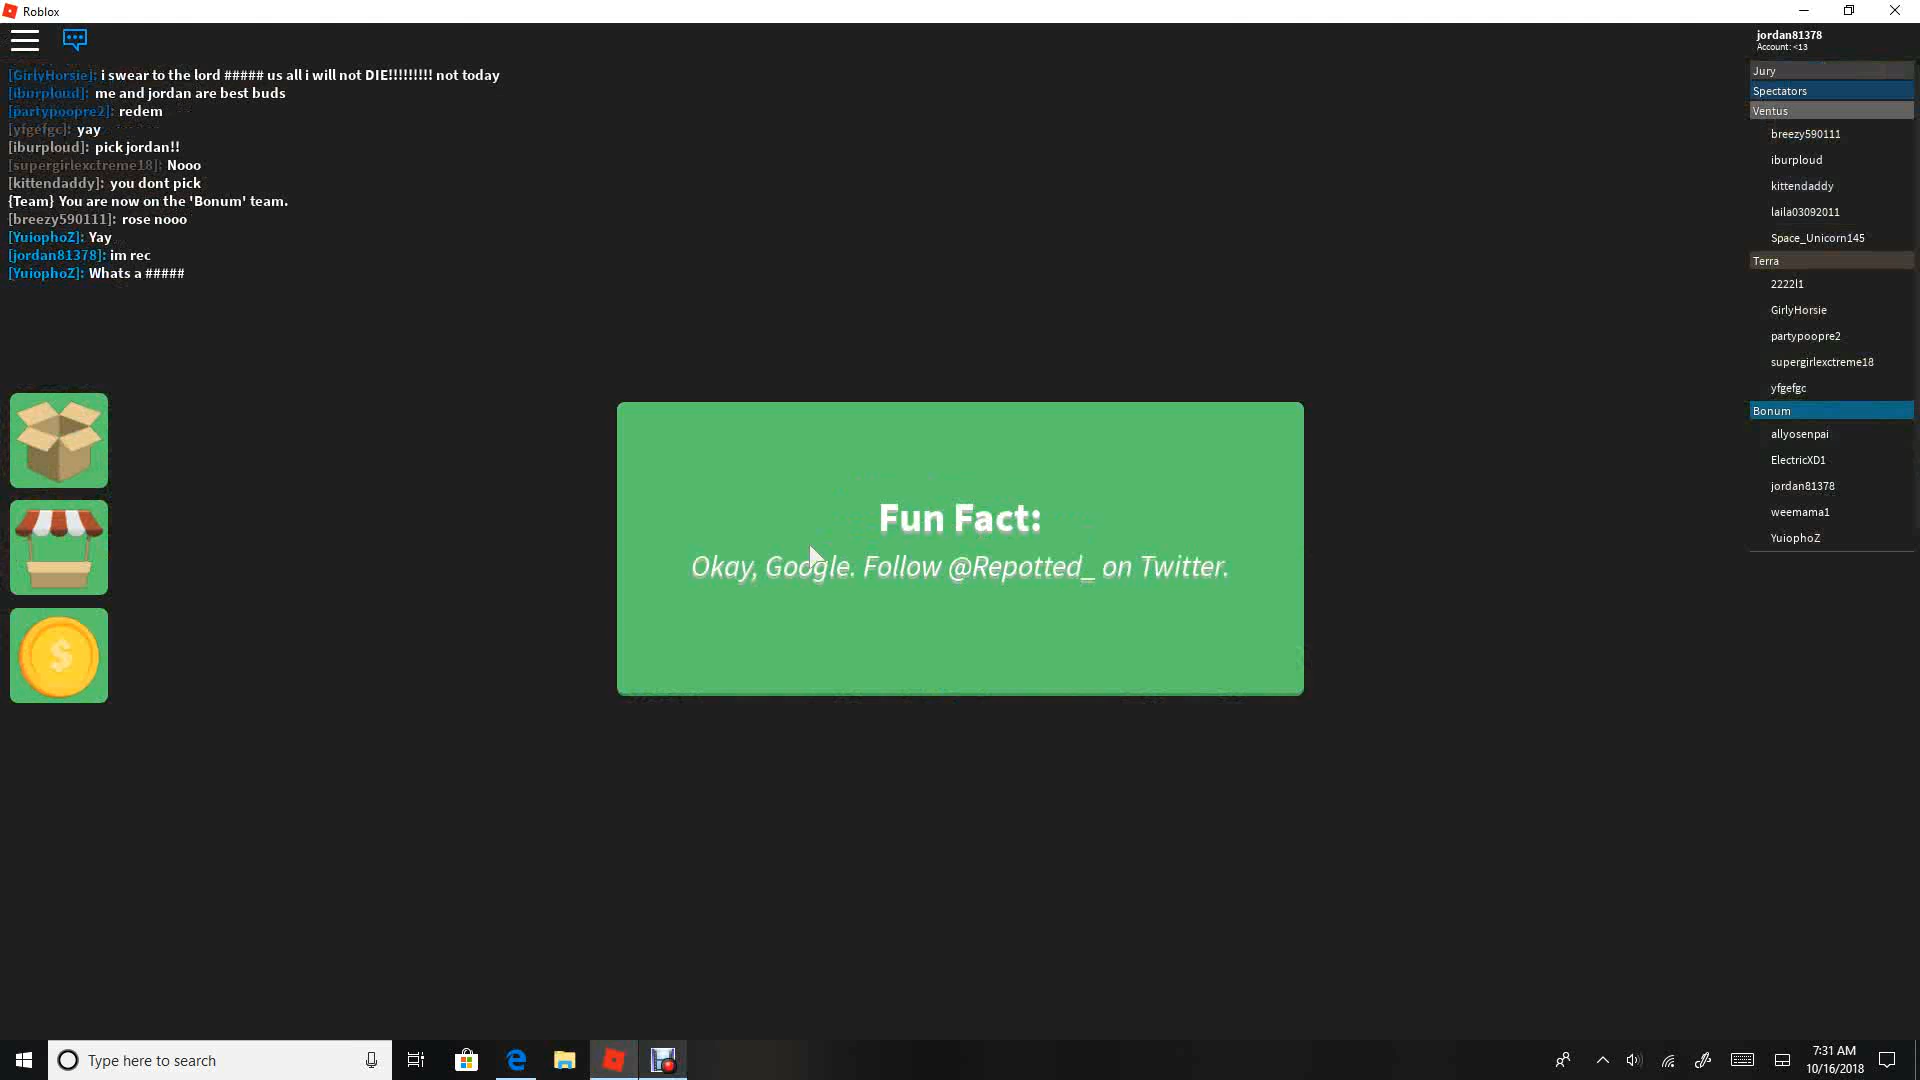 Roblox
jordan81378
Account: <13
[GirlyHorsie]: i swear to the lord ##### us all i will not DIE!!!!!!!!! not today
[iburploud]: me and jordan are best buds
[partypoopre2]: redem
[yfgefgc]: yay
[iburploud]: pick jordan!!
[supergirlexctreme18]: Nooo
[kittendaddy]: you dont pick
{Team} You are now on the 'Bonum' team.
[breezy590111]: rose nooo
[YuiophoZ]: Yay
[jordan81378]: im rec
[YuiophoZ]: Whats a #####
Jury
Spectators
Ventus
breezy590111
iburploud
kittendaddy
laila03092011
Space_Unicorn145
Terra
2222l1
GirlyHorsie
partypoopre2
supergirlexctreme18
yfgefgc
Bonum
allyosenpai
ElectricXD1
jordan81378
weemama1
YuiophoZ
Fun Fact:
Okay, Google. Follow @Repotted_ on Twitter.
Type here to search
7:31 AM
10/16/2018